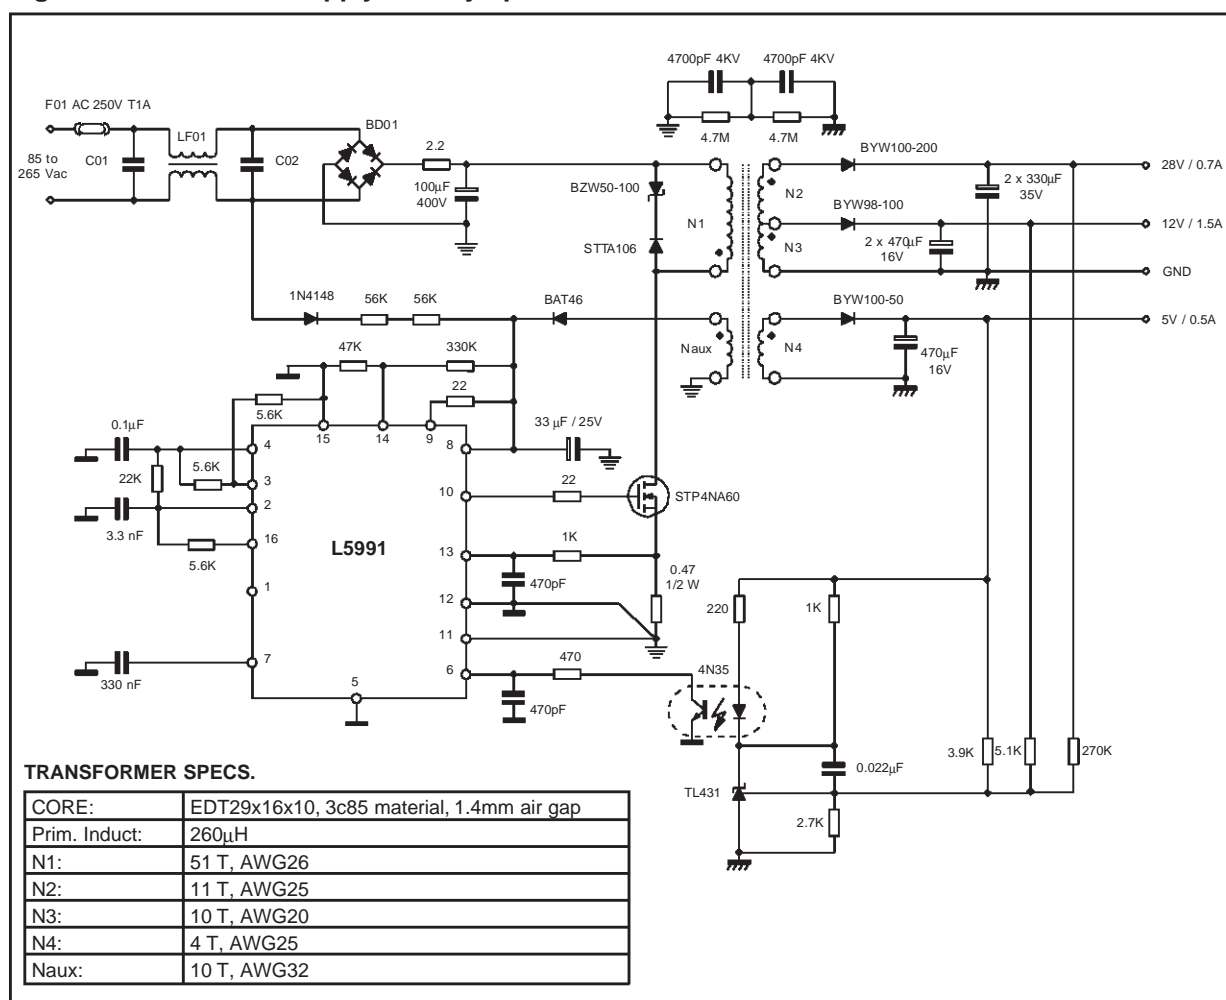 4700pF 4KV 4700pF 4KV
4.7M 4.7M
F01 AC 250V T1A
LF01
BD01
85 to
265 Vac
C01
C02
2.2
100µF
400V
BZW50-100
STTA106
N1
N2
N3
BYW100-200
BYW98-100
2 x 330µF
35V
2 x 470µF
16V
28V / 0.7A
12V / 1.5A
GND
1N4148
56K 56K
BAT46
Naux
N4
BYW100-50
470µF
16V
5V / 0.5A
47K
330K
22
5.6K
33 µF / 25V
0.1µF
22K
5.6K
3.3 nF
5.6K
330 nF
15
14
9
4
3
2
16
1
7
5
8
10
13
12
11
6
L5991
22
STP4NA60
1K
470pF
0.47
1/2 W
470
470pF
4N35
220
1K
3.9K
5.1K
270K
0.022µF
TL431
2.7K
TRANSFORMER SPECS.
CORE: EDT29x16x10, 3c85 material, 1.4mm air gap
Prim. Induct: 260µH
N1: 51 T, AWG26
N2: 11 T, AWG25
N3: 10 T, AWG20
N4: 4 T, AWG25
Naux: 10 T, AWG32